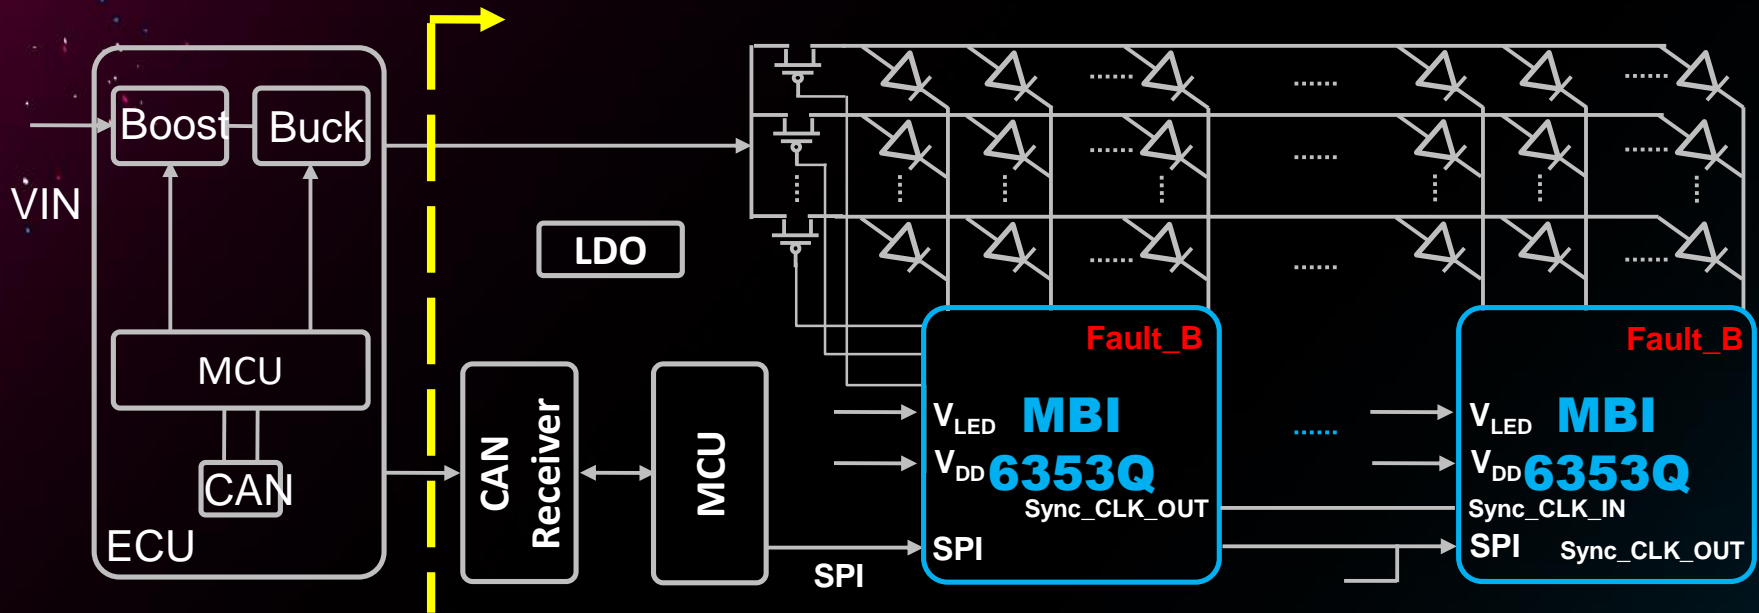 Boost
Buck
VIN
MCU
CAN
ECU
LDO
CAN
Receiver
MCU
SPI
Fault_B
VLED
MBI
VDD
6353Q
Sync_CLK_OUT
SPI
......
Fault_B
VLED
MBI
VDD
6353Q
Sync_CLK_IN
SPI
Sync_CLK_OUT